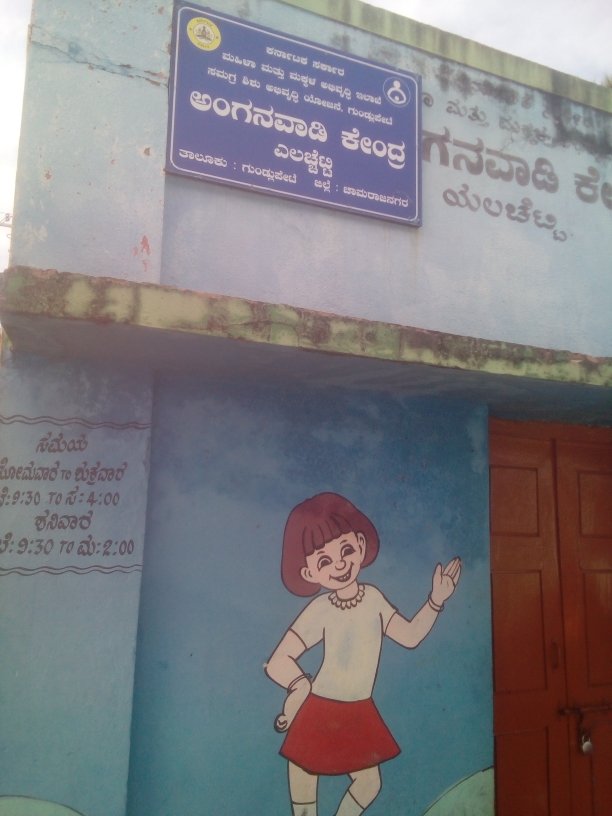 ಕರ್ನಾಟಕ ಸರ್ಕಾರ
ಮಹಿಳಾ ಮತ್ತು ಮಕ್ಕಳ ಅಭಿವೃದ್ಧಿ ಇಲಾಖೆ
ಸಮಗ್ರ ಶಿಶು ಅಭಿವೃದ್ಧಿ ಯೋಜನೆ, ಗುಂಡ್ಲುಪೇಟೆ
ಅಂಗನವಾಡಿ ಕೇಂದ್ರ
ಎಲಚ್ಚೆಟ್ಟಿ
ತಾಲೂಕು : ಗುಂಡ್ಲುಪೇಟೆ ಜಿಲ್ಲೆ : ಚಾಮರಾಜನಗರ
ಮತ್ತು
ಗನವಾಡಿ ಕೇ
ಯಲಚೆಟ್ಟಿ
ಸಮಯ
ಸೋಮವಾರ TO ಶುಕ್ರವಾರ
ಬೆ:9:30 TO ಸ:4:00
ಶನಿವಾರ
ಬೆ:9:30 TO ಮ:2:00